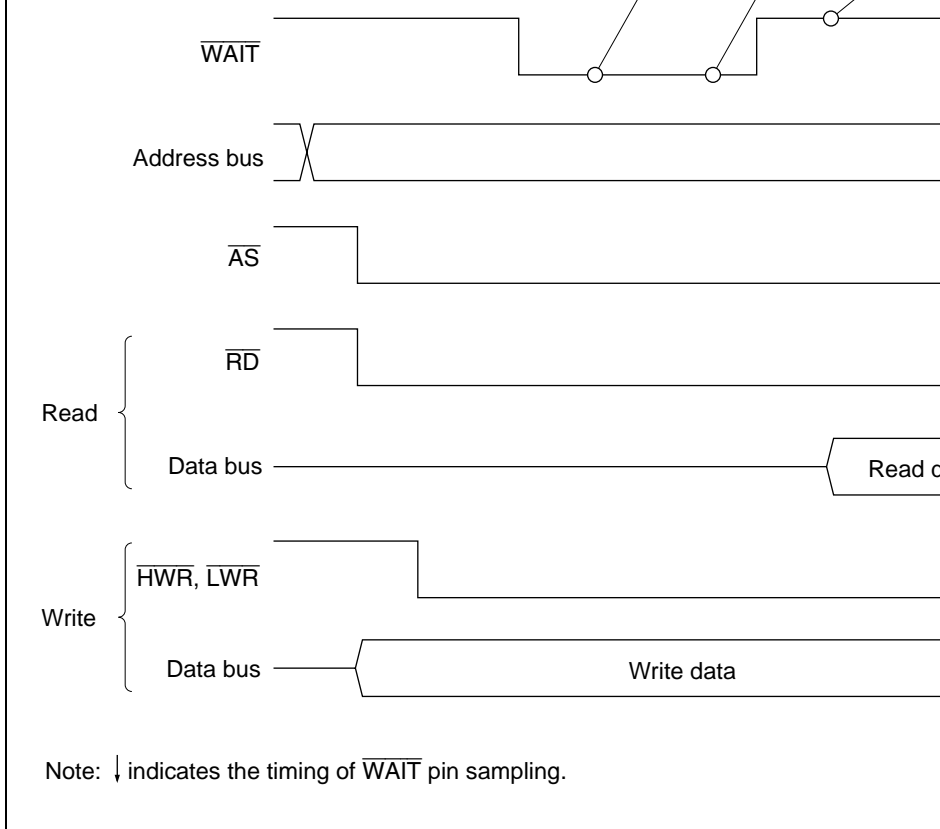 WAIT
Address bus
AS
RD
Read
Data bus
Read
HWR, LWR
Write
Data bus
Write data
Note: ↓ indicates the timing of WAIT pin sampling.